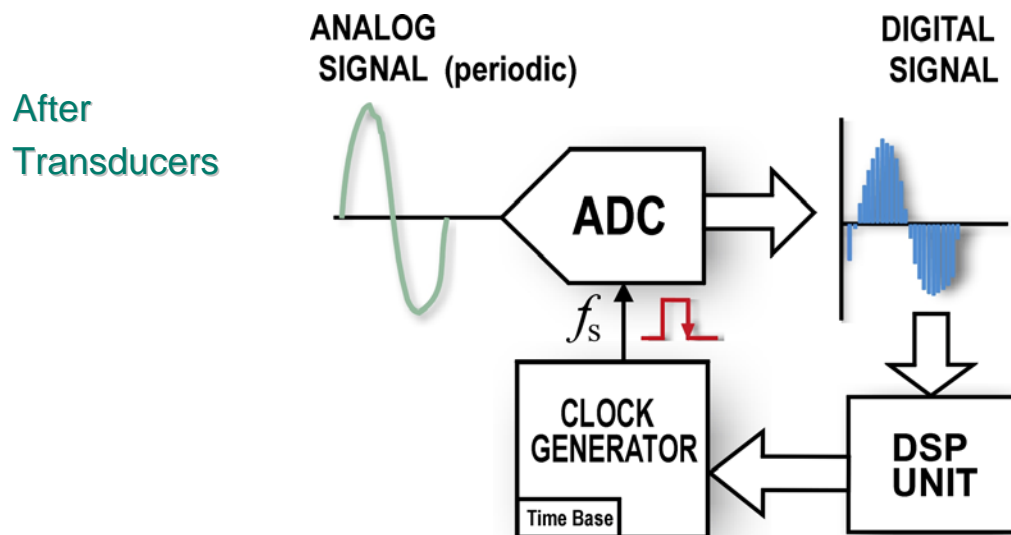 ANALOG
SIGNAL (periodic)
DIGITAL
SIGNAL
After
Transducers
ADC
fs
CLOCK
GENERATOR
Time Base
DSP
UNIT